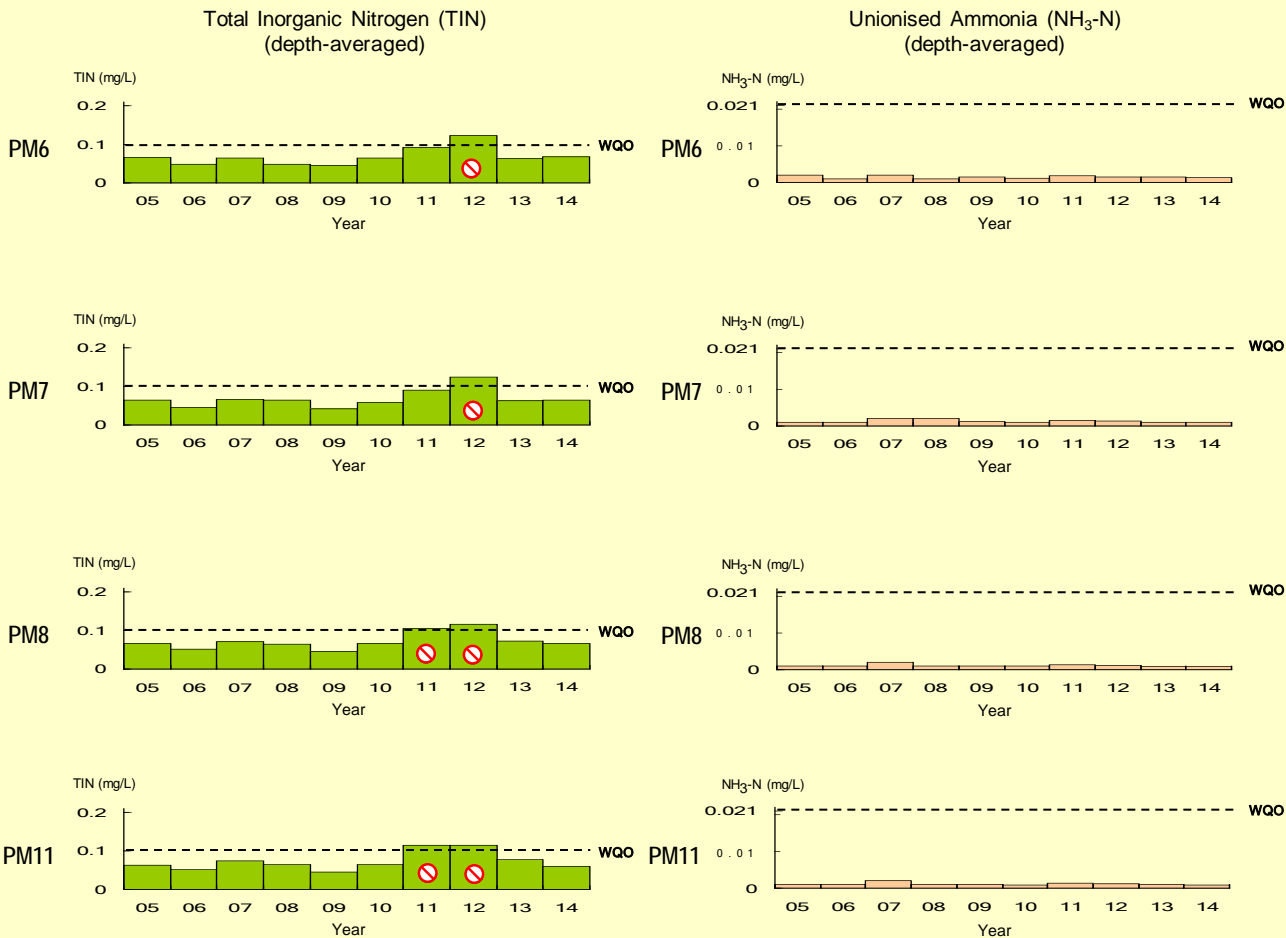 Total Inorganic Nitrogen (TIN)
(depth-averaged)
Unionised Ammonia (NH3-N)
(depth-averaged)
TIN (mg/L)
0.2
0.1
0
PM6
WQO
05 06 07 08 09 10 11 12 13 14
Year
NH3-N (mg/L)
0.021
0.01
0
PM6
WQO
05 06 07 08 09 10 11 12 13 14
Year
TIN (mg/L)
0.2
0.1
0
PM7
WQO
05 06 07 08 09 10 11 12 13 14
Year
NH3-N (mg/L)
0.021
0.01
0
PM7
WQO
05 06 07 08 09 10 11 12 13 14
Year
TIN (mg/L)
0.2
0.1
0
PM8
WQO
05 06 07 08 09 10 11 12 13 14
Year
NH3-N (mg/L)
0.021
0.01
0
PM8
WQO
05 06 07 08 09 10 11 12 13 14
Year
TIN (mg/L)
0.2
0.1
0
PM11
WQO
05 06 07 08 09 10 11 12 13 14
Year
NH3-N (mg/L)
0.021
0.01
0
PM11
WQO
05 06 07 08 09 10 11 12 13 14
Year